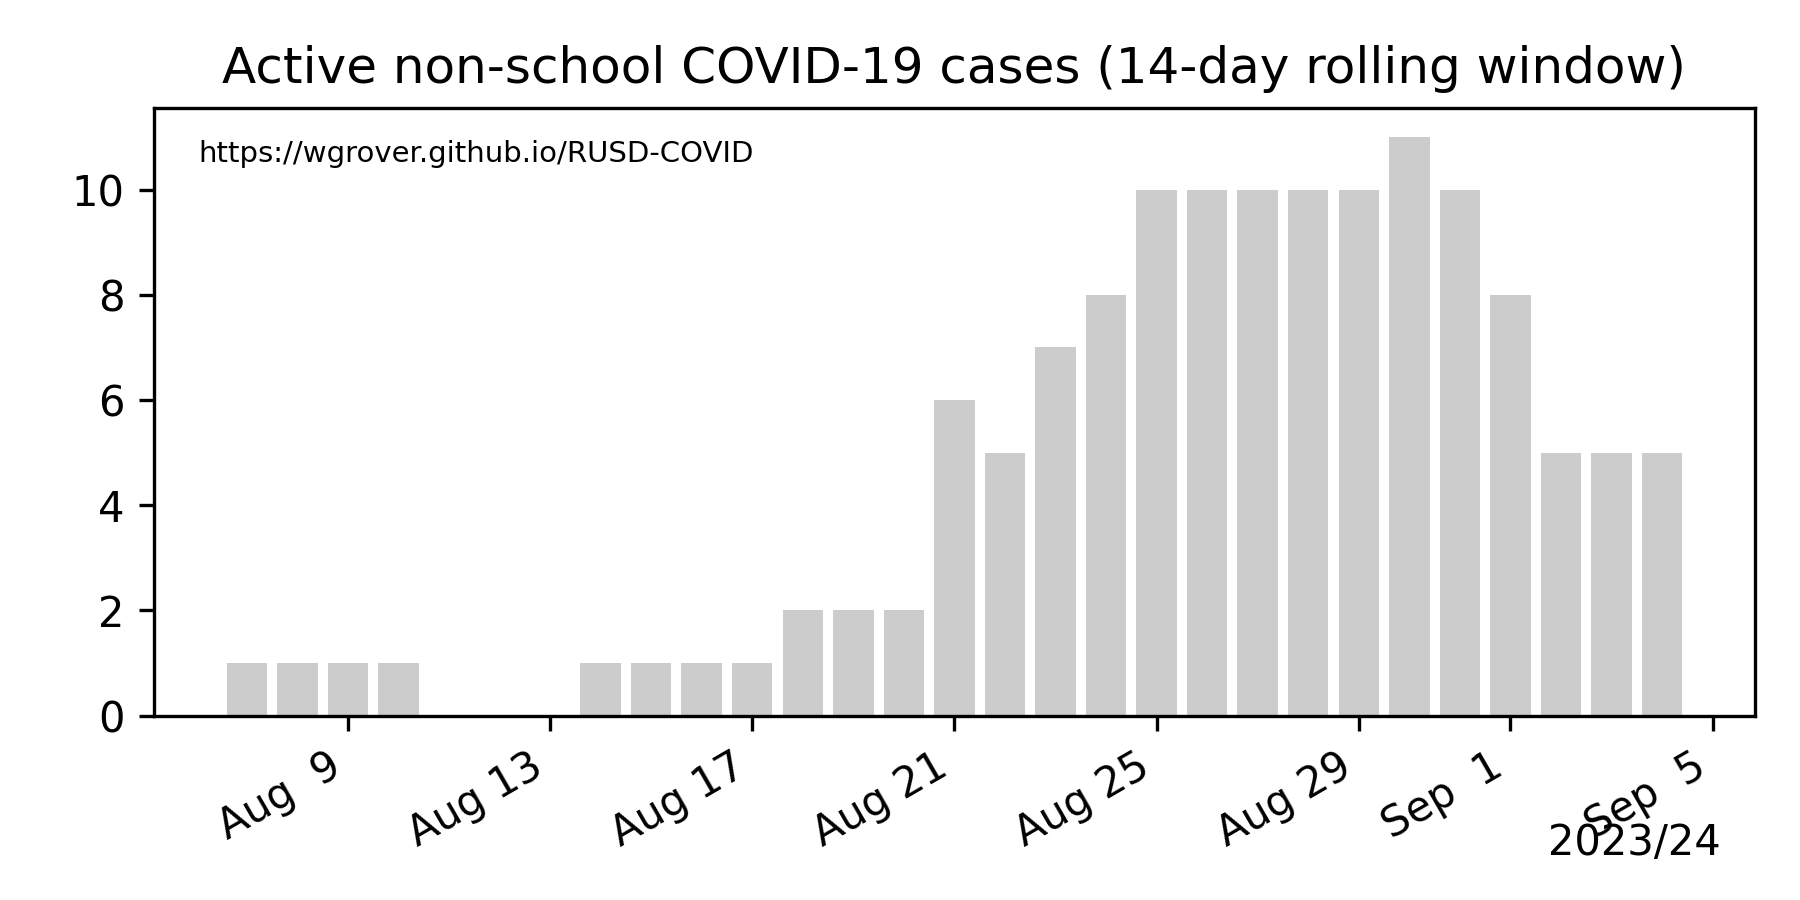 Active non-school COVID-19 cases (14-day rolling window)
https://wgrover.github.io/RUSD-COVID
10
8
6
4
2
0
Aug 9
Aug 13
Aug 17
Aug 21
Aug 25
Aug 29
Sep 1
Sep 5
2023/24